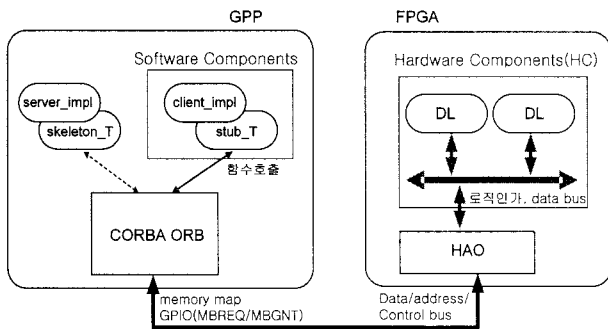 GPP
FPGA
Software Components
Hardware Components(HC)
server_impl
skeleton_T
client_impl
stub_T
DL
DL
함수호출
로직인가, data bus
CORBA ORB
HAO
memory map
GPIO(MBREQ/MBGNT)
Data/address/
Control bus